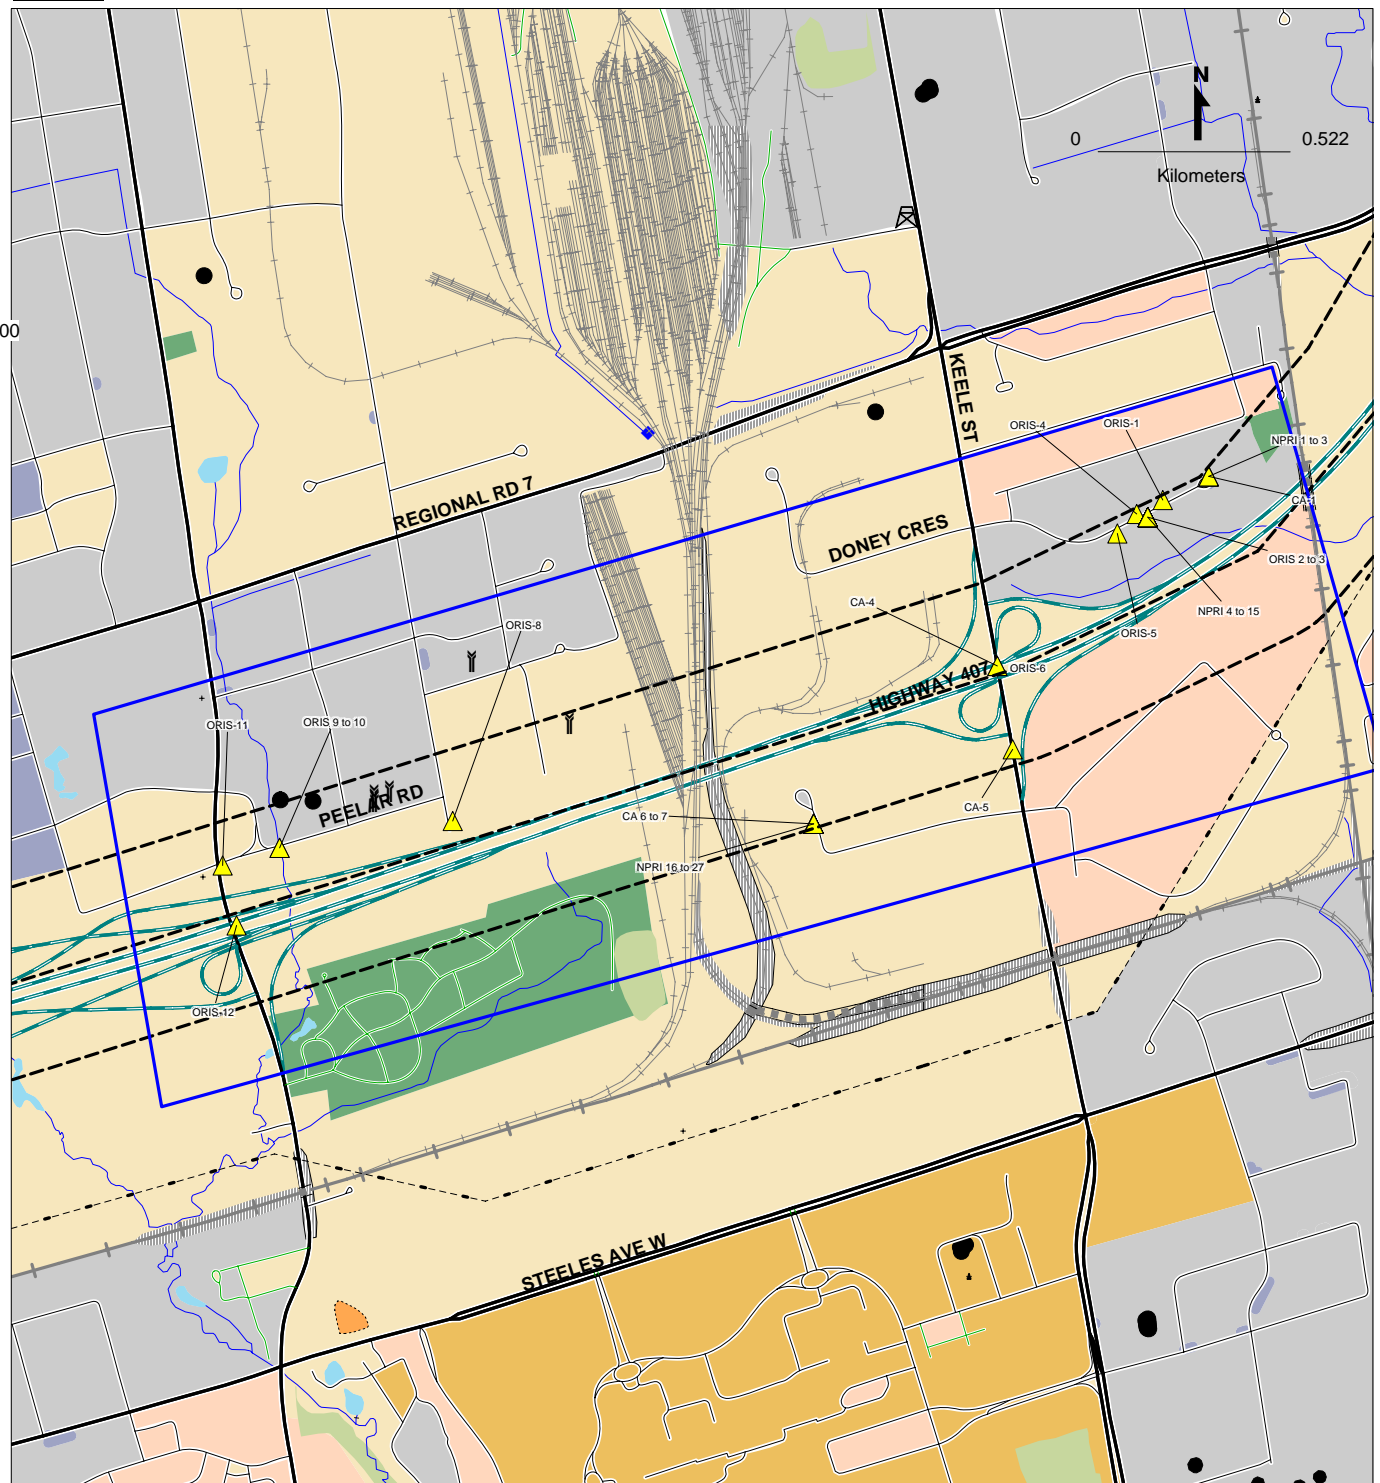 N
0 0.522
Kilometers
00
KEELE ST
ORIS-4
ORIS-1
NPRI 1 to 3
REGIONAL RD 7
CA-1
DONEY CRES
ORIS 2 to 3
CA-4
NPRI 4 to 15
ORIS-8
ORIS-5
ORIS-6
HIGHWAY 407
ORIS-11
ORIS 9 to 10
PEELAR RD
CA 6 to 7
CA-5
NPRI 16 to 27
ORIS-12
STEELES AVE W